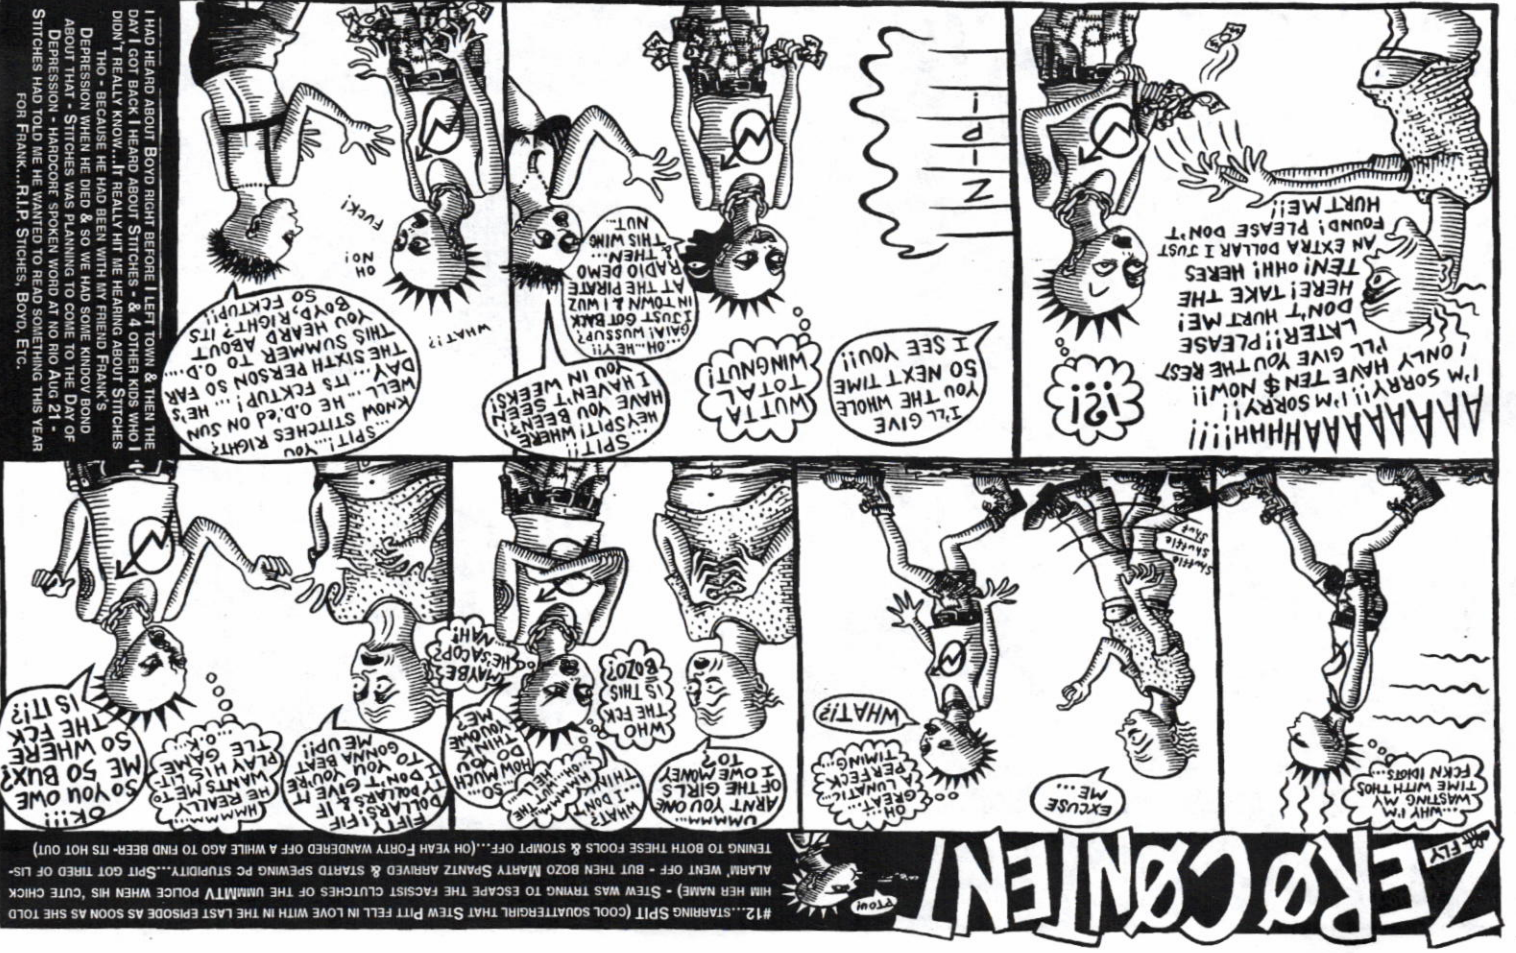 ZERØ CØNTENT
BY FLY
PTOU!
#12...STARRING SPIT (COOL SQUATTERGIRL THAT STEW PITT FELL IN LOVE WITH IN THE LAST EPISODE AS SOON AS SHE TOLD
HIM HER NAME) - STEW WAS TRYING TO ESCAPE THE FACSIST CLUTCHES OF THE UMMTV POLICE WHEN HIS 'CUTE CHICK
ALARM' WENT OFF - BUT THEN BOZO MARTY SPANTZ ARRIVED & STARTD SPEWING PC STUPIDITY...SPIT GOT TIRED OF LIS-
TENING TO BOTH THESE FOOLS & STOMPT OFF...(OH YEAH FORTY WANDERED OFF A WHILE AGO TO FIND BEER- ITS HOT OUT)
...WHY I'M
WASTING MY
TIME WITH THOS
FCKN IDIOTS...
EXCUSE
ME...
Shuffle
Shuffle
Shuf
OH
GREAT...
LUNATIC...
PERFECK
TIMING...
WHAT!?
UMMMM...
ARNT YOU ONE
OF THE GIRLS
I OWE MONEY
TO?
WHAT?
...I DON'T
THINK...
WHO
THE FCK
IS THIS
BOZO?
...SO...
HOW MUCH
DO YOU
THINK
YOU OWE
ME?
MAYBE
HE'SACOP?
NAH!
FIFTY
DOLLARS! FIF
TY DOLLARS & IF
I DON'T GIVE IT
TO YOU YOU'RE
GONNA BEAT
ME UP!!
HMMMM...
HE REALLY
WANTS ME TO
PLAY HIS LIT
TLE GAME
...O.K...
OK!!!
SO YOU OWE
ME 50 BUX?
SO WHERE
THE FCK
IS IT!?
AAAAAAAAAHHHH!!!!
I'M SORRY!! I'M SORRY!!
I ONLY HAVE TEN $ NOW!!
I'LL GIVE YOU THE REST
LATER!! PLEASE
DON'T HURT ME!
HERE! TAKE THE
TEN! OHH! HERES
AN EXTRA DOLLAR I JUST
FOUND! PLEASE DON'T
HURT ME!!
!?!?
I'LL GIVE
YOU THE WHOLE
50 NEXT TIME
I SEE YOU!!
N-I-P-I
WUTTA
TOTAL
WINGNUT!
...SPIT!!
HEY SPIT! WHERE
HAVE YOU BEEN?!
I HAVEN'T SEEN
YOU IN WEEKS!
...OH...HEY!!
GAIA! WUSSUP?
I JUST GOT BACK
IN TOWN & I WUZ
AT THE PIRATE
RADIO DEMO
& THEN...
THIS WING
NUT...
...SPIT!... YOU
KNOW STITCHES RIGHT?
WELL ... HE O.D'ed ON SUN
DAY.... ITS FCKTUP! ... HE'S
THE SIXTH PERSON SO FAR
THIS SUMMER TO O.D...
YOU HEARD ABOUT
BOYD..RIGHT? ITS
SO FCKTUP!!
WHAT!?
OH
NO!
FUCK!
I HAD HEARD ABOUT BOYD RIGHT BEFORE I LEFT TOWN & THEN THE
DAY I GOT BACK I HEARD ABOUT STITCHES - & 4 OTHER KIDS WHO I
DIDN'T REALLY KNOW...IT REALLY HIT ME HEARING ABOUT STITCHES
THO - BECAUSE HE HAD BEEN WITH MY FRIEND FRANK'S
DEPRESSION WHEN HE DIED & SO WE HAD SOME KINDOV BOND
ABOUT THAT - STITCHES WAS PLANNING TO COME TO THE DAY OF
DEPRESSION - HARDCORE SPOKEN WORD AT NO RIO AUG 21 -
STITCHES HAD TOLD ME HE WANTED TO READ SOMETHING THIS YEAR
FOR FRANK...R.I.P. STITCHES, BOYD, ETC.